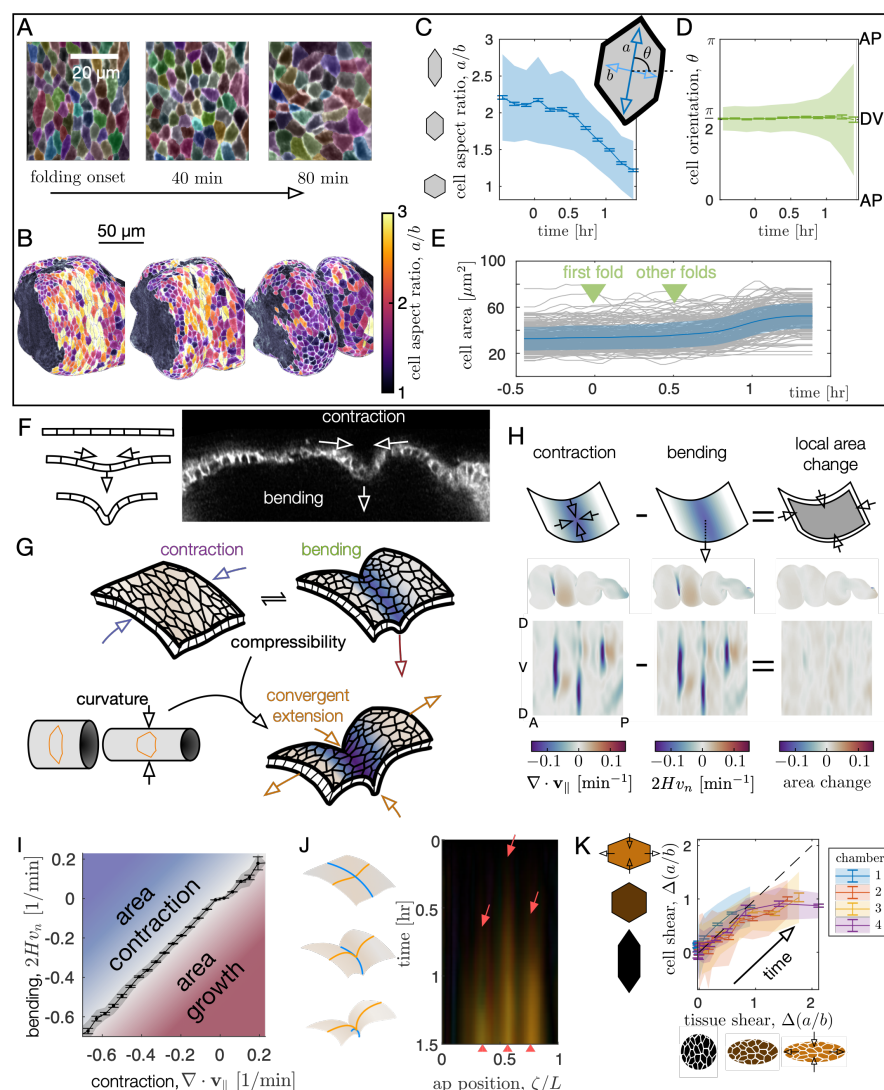 A
20 μm
folding onset
40 min
80 min
B
50 μm
3
2
1
cell aspect ratio, a/b
C
3
2.5
2
1.5
1
cell aspect ratio, a/b
0
0.5
1
time [hr]
a
b
θ
D
π
π/2
0
cell orientation, θ
AP
DV
AP
0
0.5
1
time [hr]
E
100
80
60
40
20
cell area [μm²]
first fold
other folds
-0.5
0
0.5
1
time [hr]
F
contraction
bending
G
contraction
bending
compressibility
curvature
convergent
extension
H
contraction
bending
local area
change
-
=
D
V
D
A
P
-
=
-0.1 0 0.1
∇ · v∥ [min⁻¹]
-0.1 0 0.1
2Hvₙ [min⁻¹]
-0.1 0 0.1
area change
I
0.2
0
-0.2
-0.4
-0.6
bending, 2Hvₙ [1/min]
area
contraction
area
growth
-0.6 -0.4 -0.2 0 0.2
contraction, ∇ · v∥ [1/min]
J
0
0.5
1
1.5
time [hr]
0 0.5 1
ap position, ζ/L
K
2
1
0
cell shear, Δ(a/b)
time
0 1 2
tissue shear, Δ(a/b)
chamber
1
2
3
4